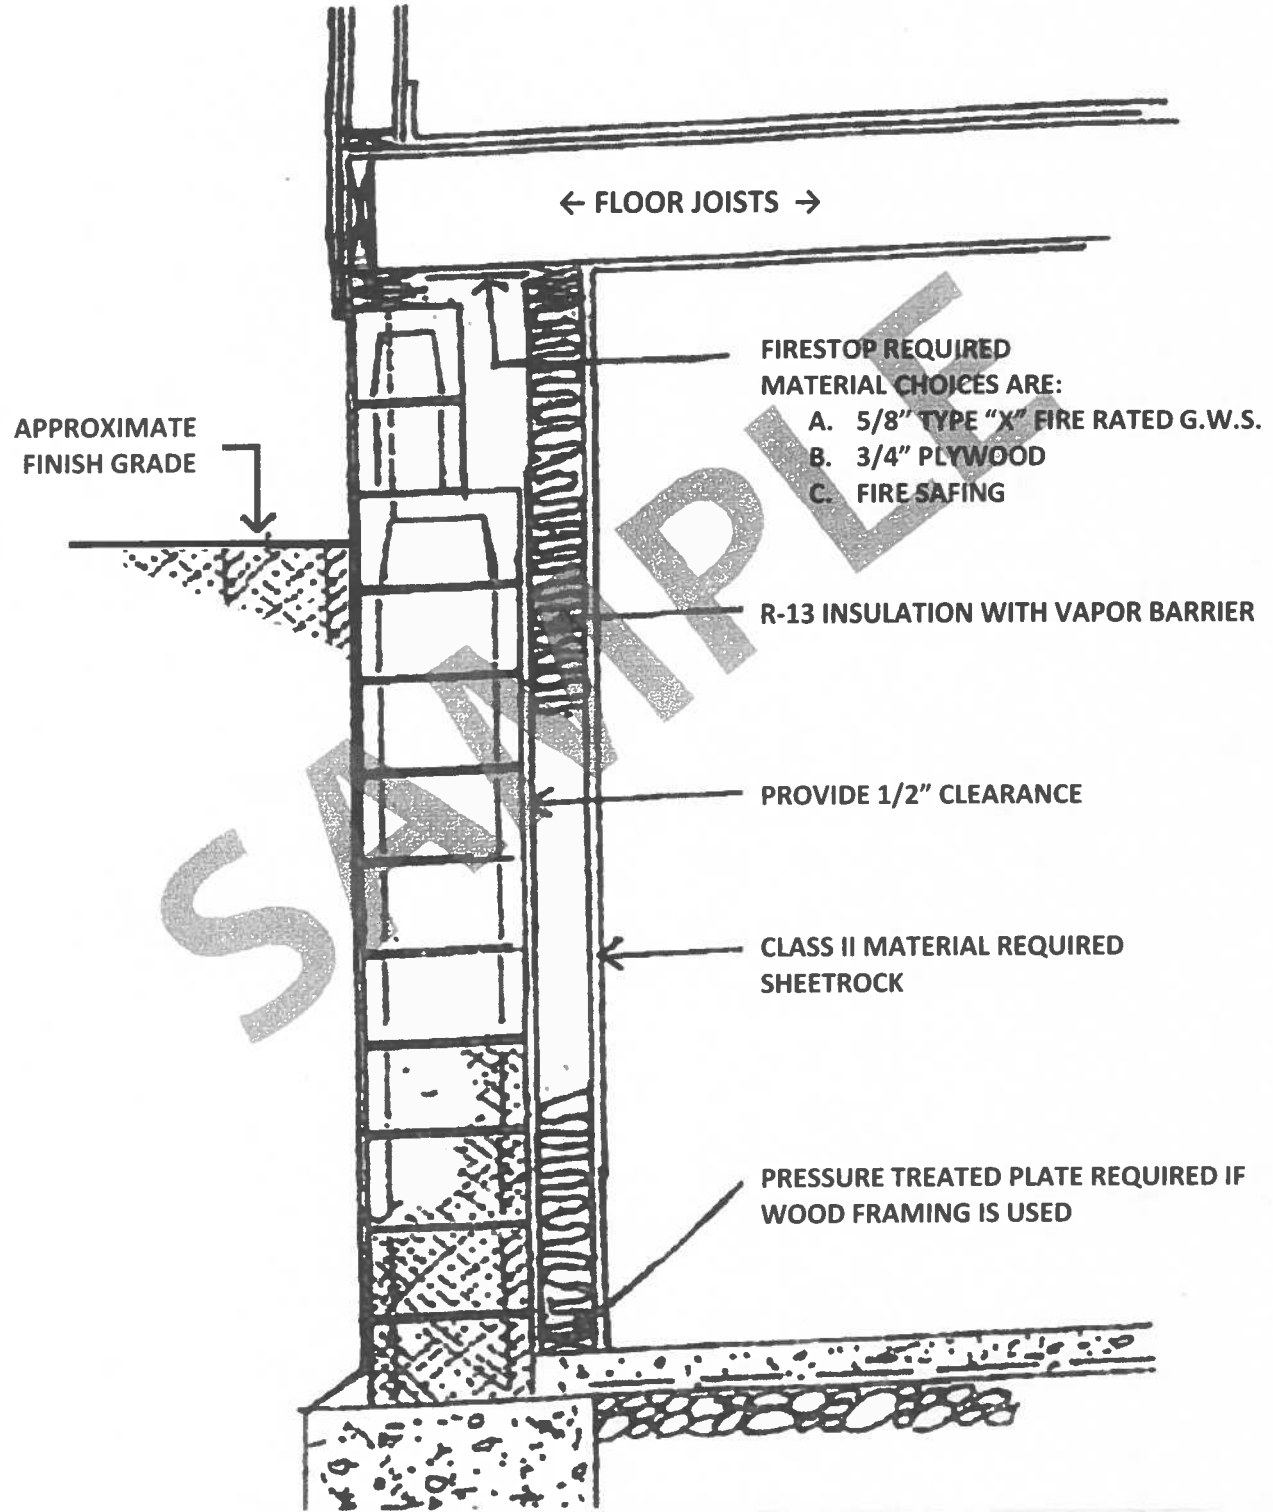 ← FLOOR JOISTS →
FIRESTOP REQUIRED
MATERIAL CHOICES ARE:
A. 5/8” TYPE “X” FIRE RATED G.W.S.
B. 3/4” PLYWOOD
C. FIRE SAFING
APPROXIMATE
FINISH GRADE
R-13 INSULATION WITH VAPOR BARRIER
PROVIDE 1/2” CLEARANCE
CLASS II MATERIAL REQUIRED
SHEETROCK
PRESSURE TREATED PLATE REQUIRED IF
WOOD FRAMING IS USED
SAMPLE